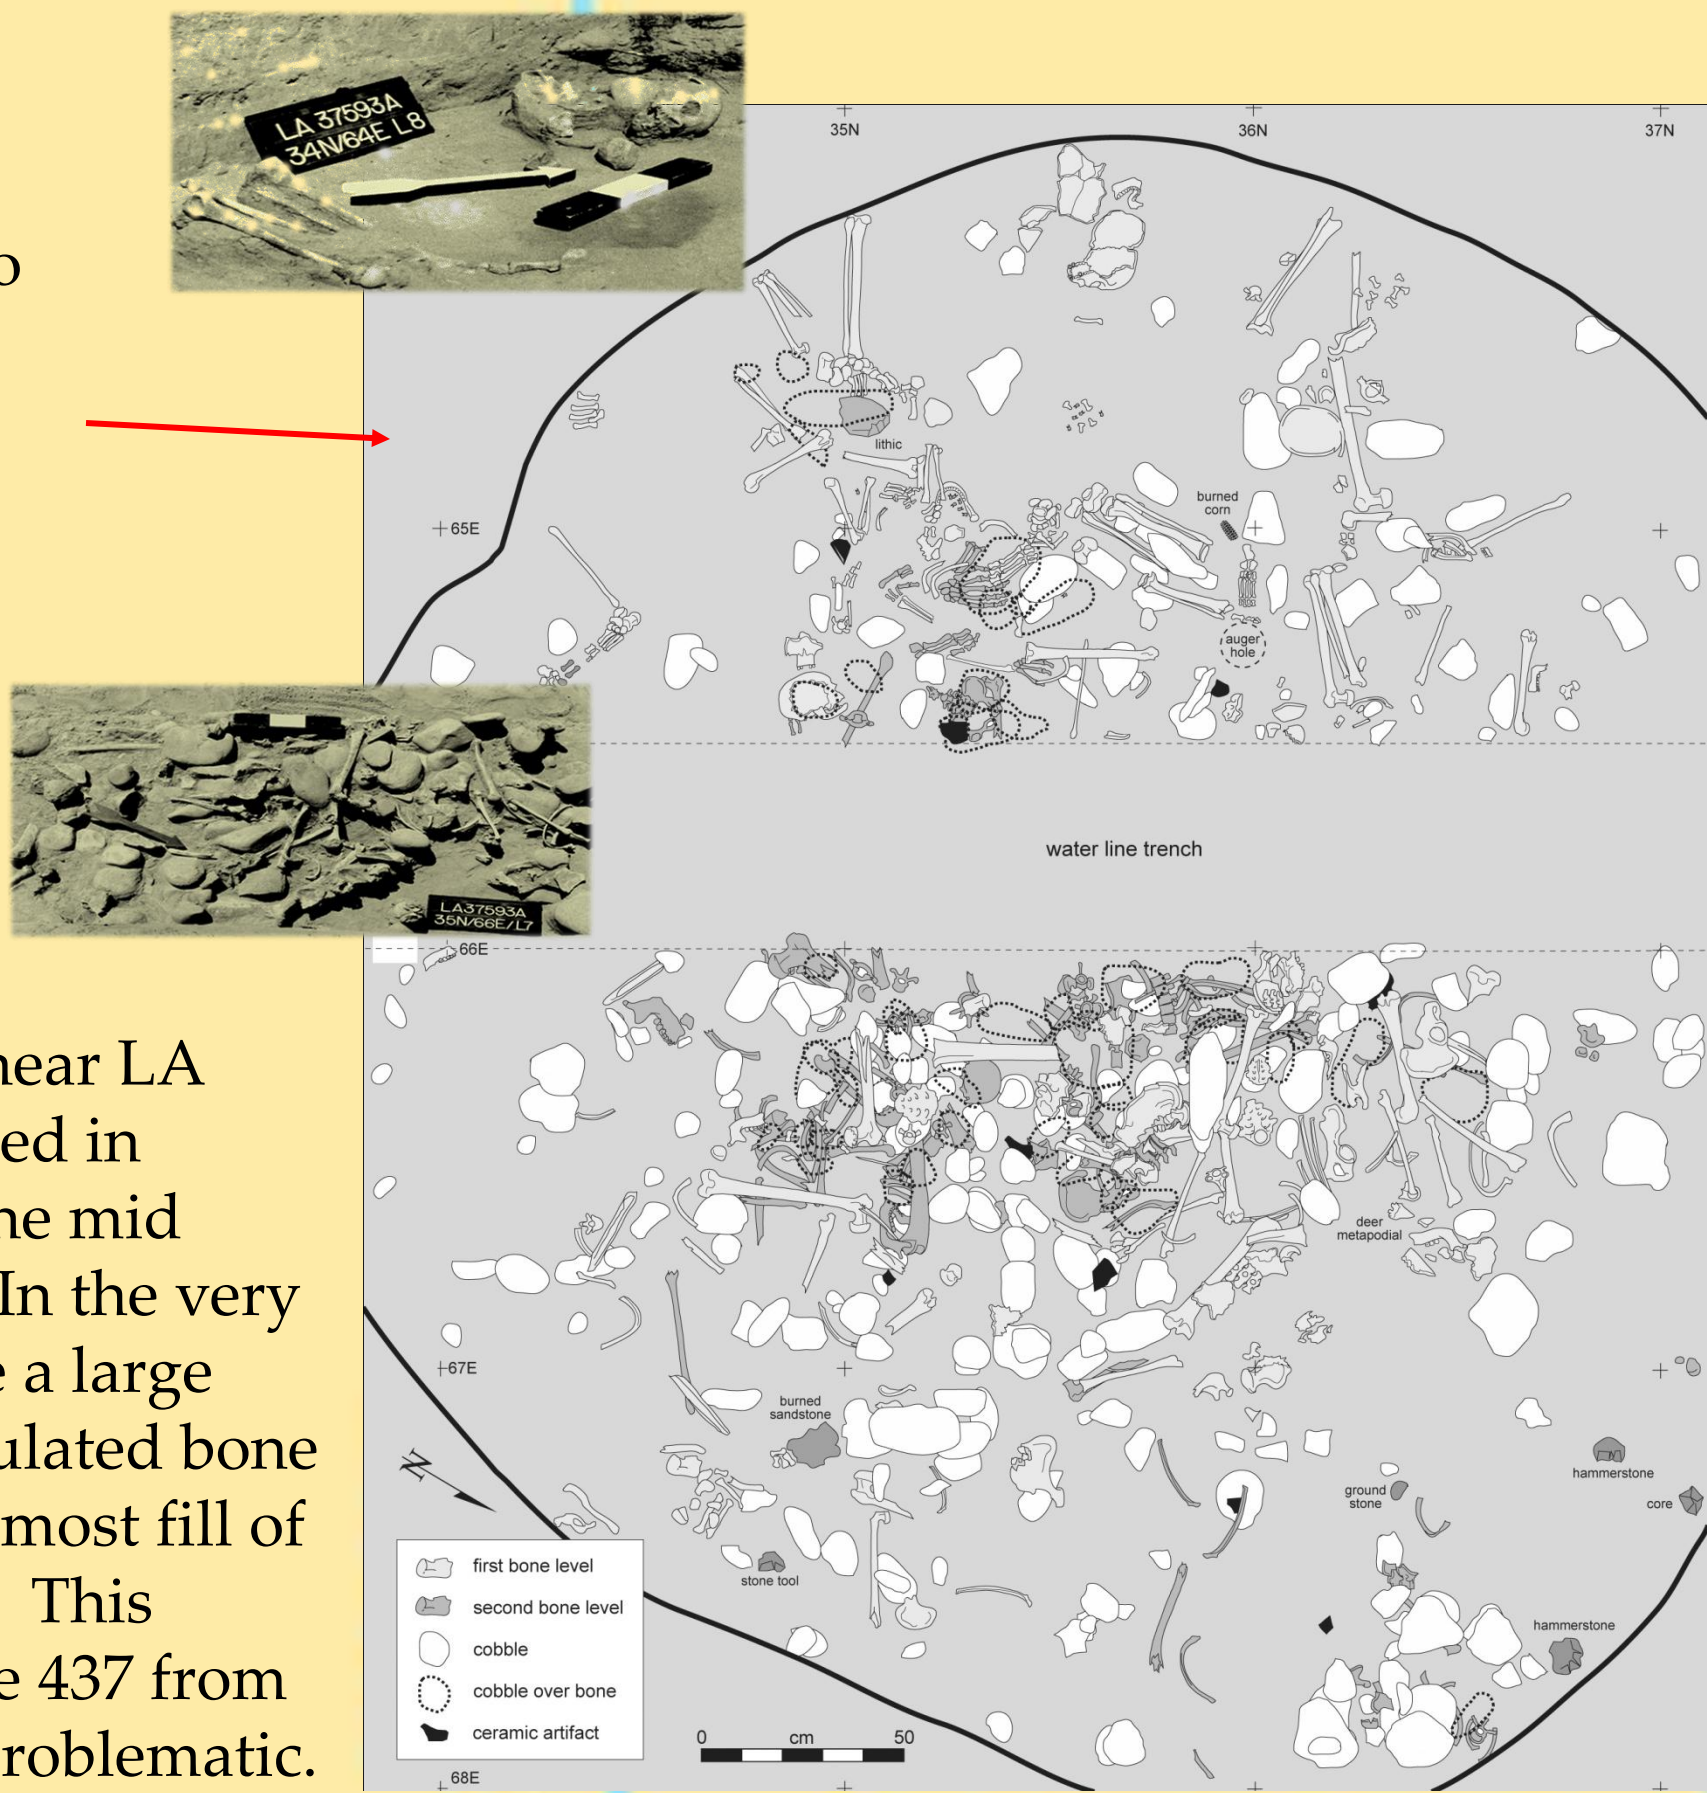 LA 37593A
34N/64E L8
35N
36N
37N
o
lithic
burned
corn
65E
auger
hole
water line trench
LA37593A
35N/66E/L7
66E
near LA
ed in
ne mid
In the very
e a large
ulated bone
most fill of
This
e 437 from
roblematic.
deer
metapodial
67E
burned
sandstone
hammerstone
ground
stone
core
N
stone tool
hammerstone
first bone level
second bone level
cobble
cobble over bone
ceramic artifact
0 cm 50
68E